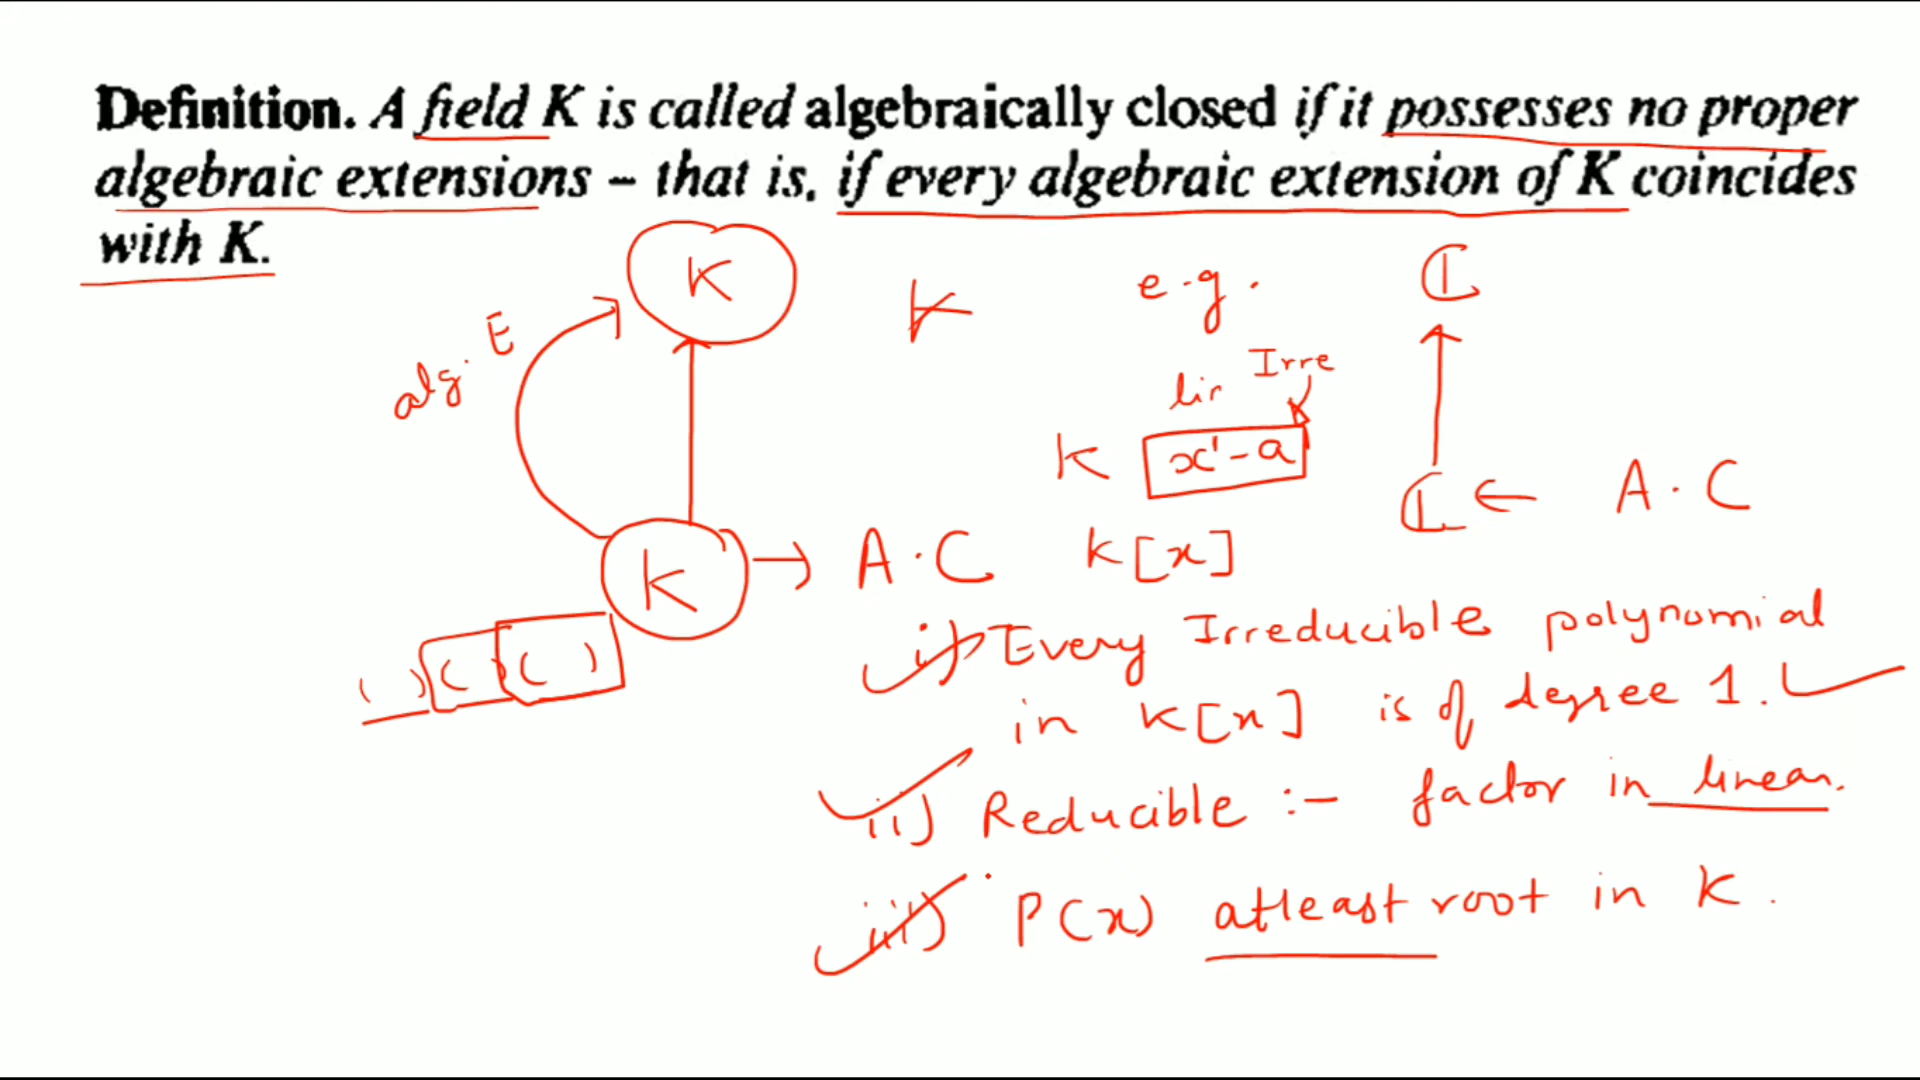 Definition. A field K is called algebraically closed if it possesses no proper
algebraic extensions – that is, if every algebraic extension of K coincides
with K.
K
K
e.g.
ℂ
alg. E
lin Irre
K x¹-a
ℂ ← A.C
K → A.C K[x]
( ) ( ) ( )
i) Every Irreducible polynomial
in K[x] is of degree 1.
ii) Reducible :- factor in linear.
iii) P(x) atleast root in K.